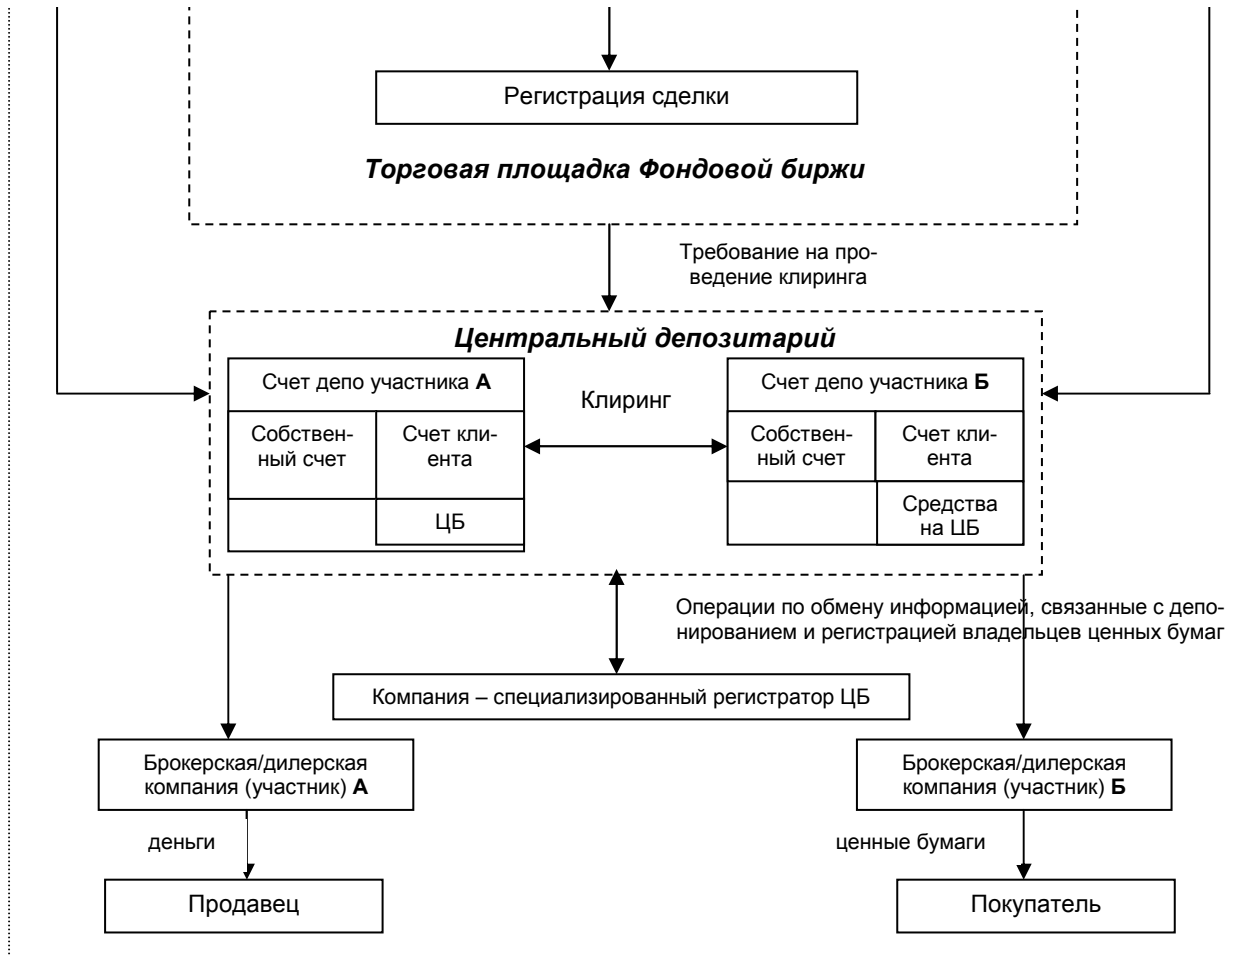 Регистрация сделки
Торговая площадка Фондовой биржи
Требование на про-
ведение клиринга
Центральный депозитарий
Счет депо участника А
Собствен-
ный счет
Счет кли-
ента
ЦБ
Клиринг
Счет депо участника Б
Собствен-
ный счет
Счет кли-
ента
Средства
на ЦБ
Операции по обмену информацией, связанные с депо-
нированием и регистрацией владельцев ценных бумаг
Компания – специализированный регистратор ЦБ
Брокерская/дилерская
компания (участник) А
Брокерская/дилерская
компания (участник) Б
деньги
ценные бумаги
Продавец
Покупатель